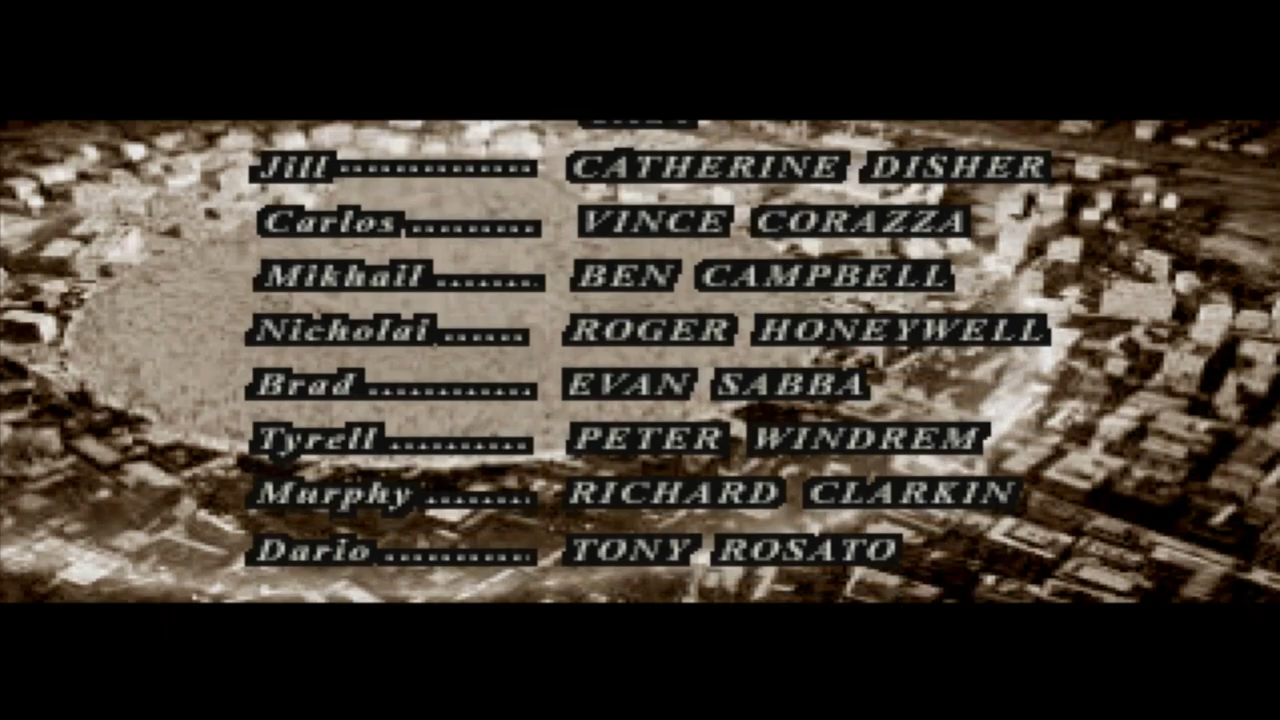 Jill.............. CATHERINE DISHER
Carlos......... VINCE CORAZZA
Mikhail....... BEN CAMPBELL
Nicholai...... ROGER HONEYWELL
Brad............ EVAN SABBA
Tyrell.......... PETER WINDREM
Murphy........ RICHARD CLARKIN
Dario........... TONY ROSATO